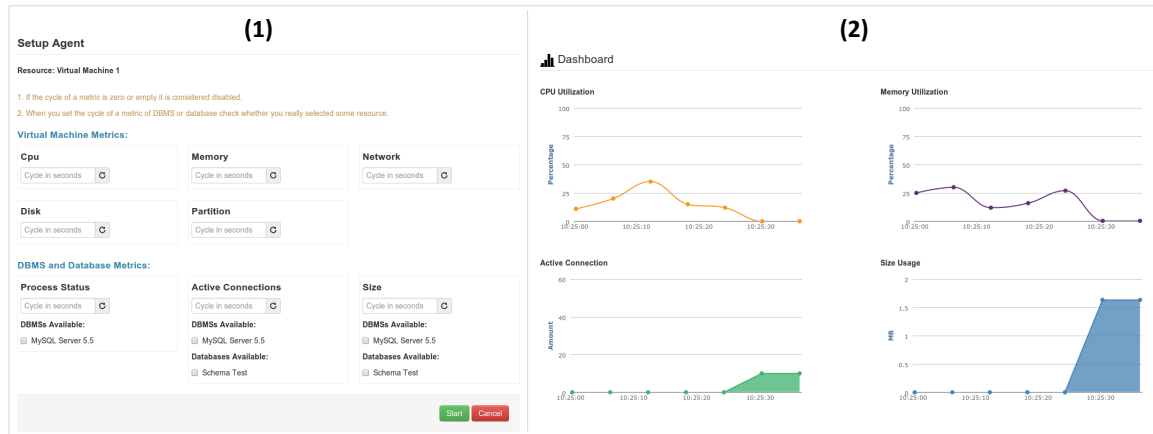 (1)
Setup Agent
Resource: Virtual Machine 1
1. If the cycle of a metric is zero or empty it is considered disabled.
2. When you set the cycle of a metric of DBMS or database check whether you really selected some resource.
Virtual Machine Metrics:
Cpu Memory Network
Cycle in seconds Cycle in seconds Cycle in seconds
Disk Partition
Cycle in seconds Cycle in seconds
DBMS and Database Metrics:
Process Status Active Connections Size
Cycle in seconds Cycle in seconds Cycle in seconds
DBMSs Available: DBMSs Available: DBMSs Available:
MySQL Server 5.5 MySQL Server 5.5 MySQL Server 5.5
Databases Available: Databases Available:
Schema Test Schema Test
Start Cancel
(2)
Dashboard
CPU Utilization
100
75
50
25
0
Percentage
10:25:00 10:25:10 10:25:20 10:25:30
Memory Utilization
100
75
50
25
0
Percentage
10:25:00 10:25:10 10:25:20 10:25:30
Active Connection
60
40
20
0
Amount
10:25:00 10:25:10 10:25:20 10:25:30
Size Usage
2
1.5
1
0.5
0
MB
10:25:00 10:25:10 10:25:20 10:25:30